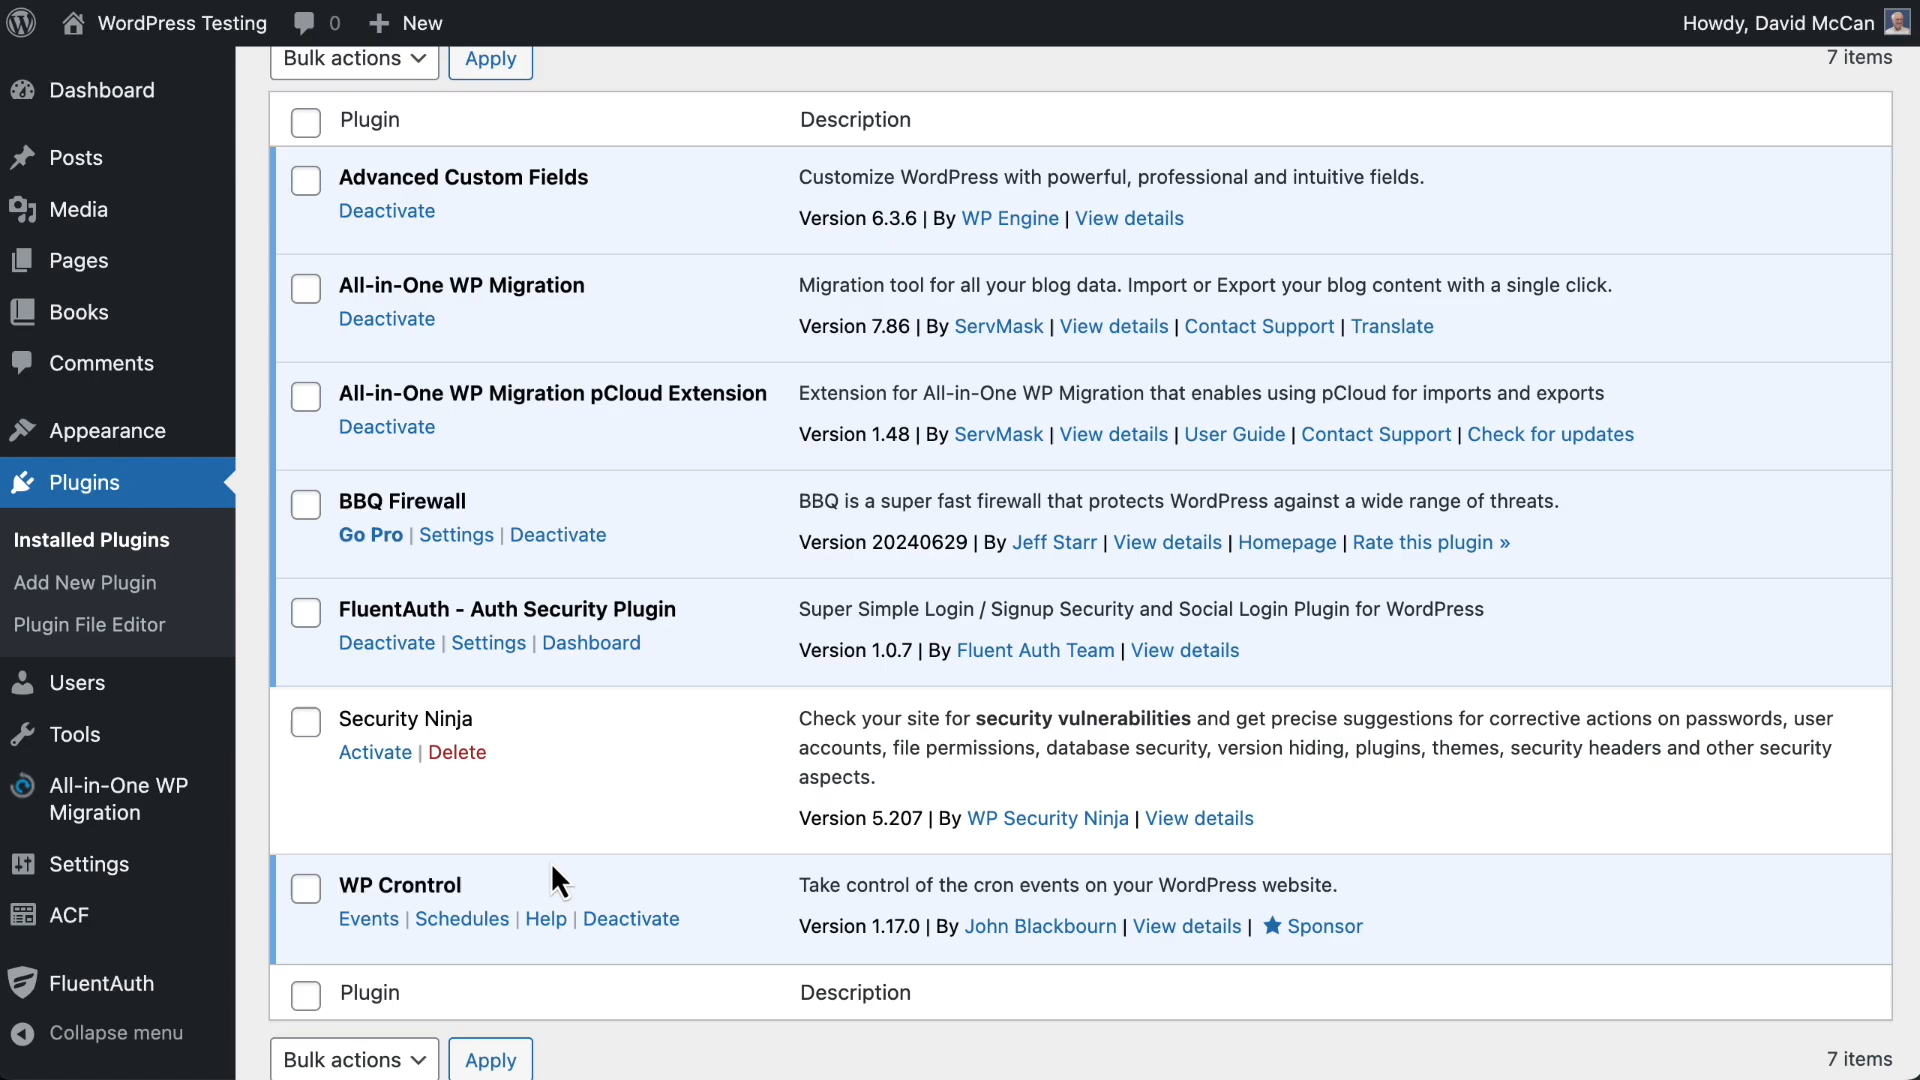 WordPress Testing 0 New Howdy, David McCan
Bulk actions Apply 7 items
Dashboard
Posts
Media
Pages
Books
Comments
Appearance
Plugins
Installed Plugins
Add New Plugin
Plugin File Editor
Users
Tools
All-in-One WP
Migration
Settings
ACF
FluentAuth
Collapse menu
Plugin Description
Advanced Custom Fields
Deactivate
Customize WordPress with powerful, professional and intuitive fields.
Version 6.3.6 | By WP Engine | View details
All-in-One WP Migration
Deactivate
Migration tool for all your blog data. Import or Export your blog content with a single click.
Version 7.86 | By ServMask | View details | Contact Support | Translate
All-in-One WP Migration pCloud Extension
Deactivate
Extension for All-in-One WP Migration that enables using pCloud for imports and exports
Version 1.48 | By ServMask | View details | User Guide | Contact Support | Check for updates
BBQ Firewall
Go Pro | Settings | Deactivate
BBQ is a super fast firewall that protects WordPress against a wide range of threats.
Version 20240629 | By Jeff Starr | View details | Homepage | Rate this plugin »
FluentAuth - Auth Security Plugin
Deactivate | Settings | Dashboard
Super Simple Login / Signup Security and Social Login Plugin for WordPress
Version 1.0.7 | By Fluent Auth Team | View details
Security Ninja
Activate | Delete
Check your site for security vulnerabilities and get precise suggestions for corrective actions on passwords, user
accounts, file permissions, database security, version hiding, plugins, themes, security headers and other security
aspects.
Version 5.207 | By WP Security Ninja | View details
WP Crontrol
Events | Schedules | Help | Deactivate
Take control of the cron events on your WordPress website.
Version 1.17.0 | By John Blackbourn | View details | ★ Sponsor
Plugin Description
Bulk actions Apply 7 items